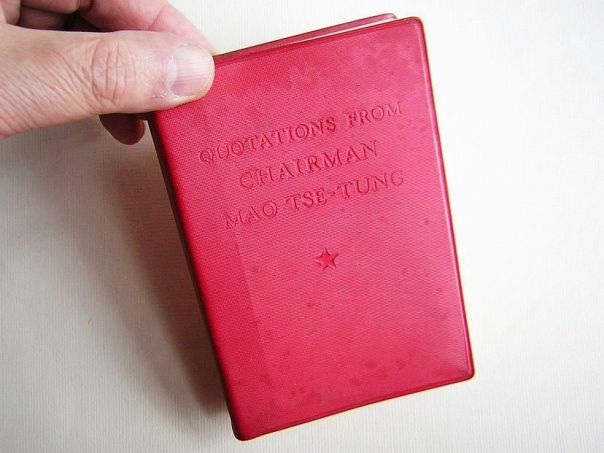 QUOTATIONS FROM
CHAIRMAN
MAO TSE-TUNG